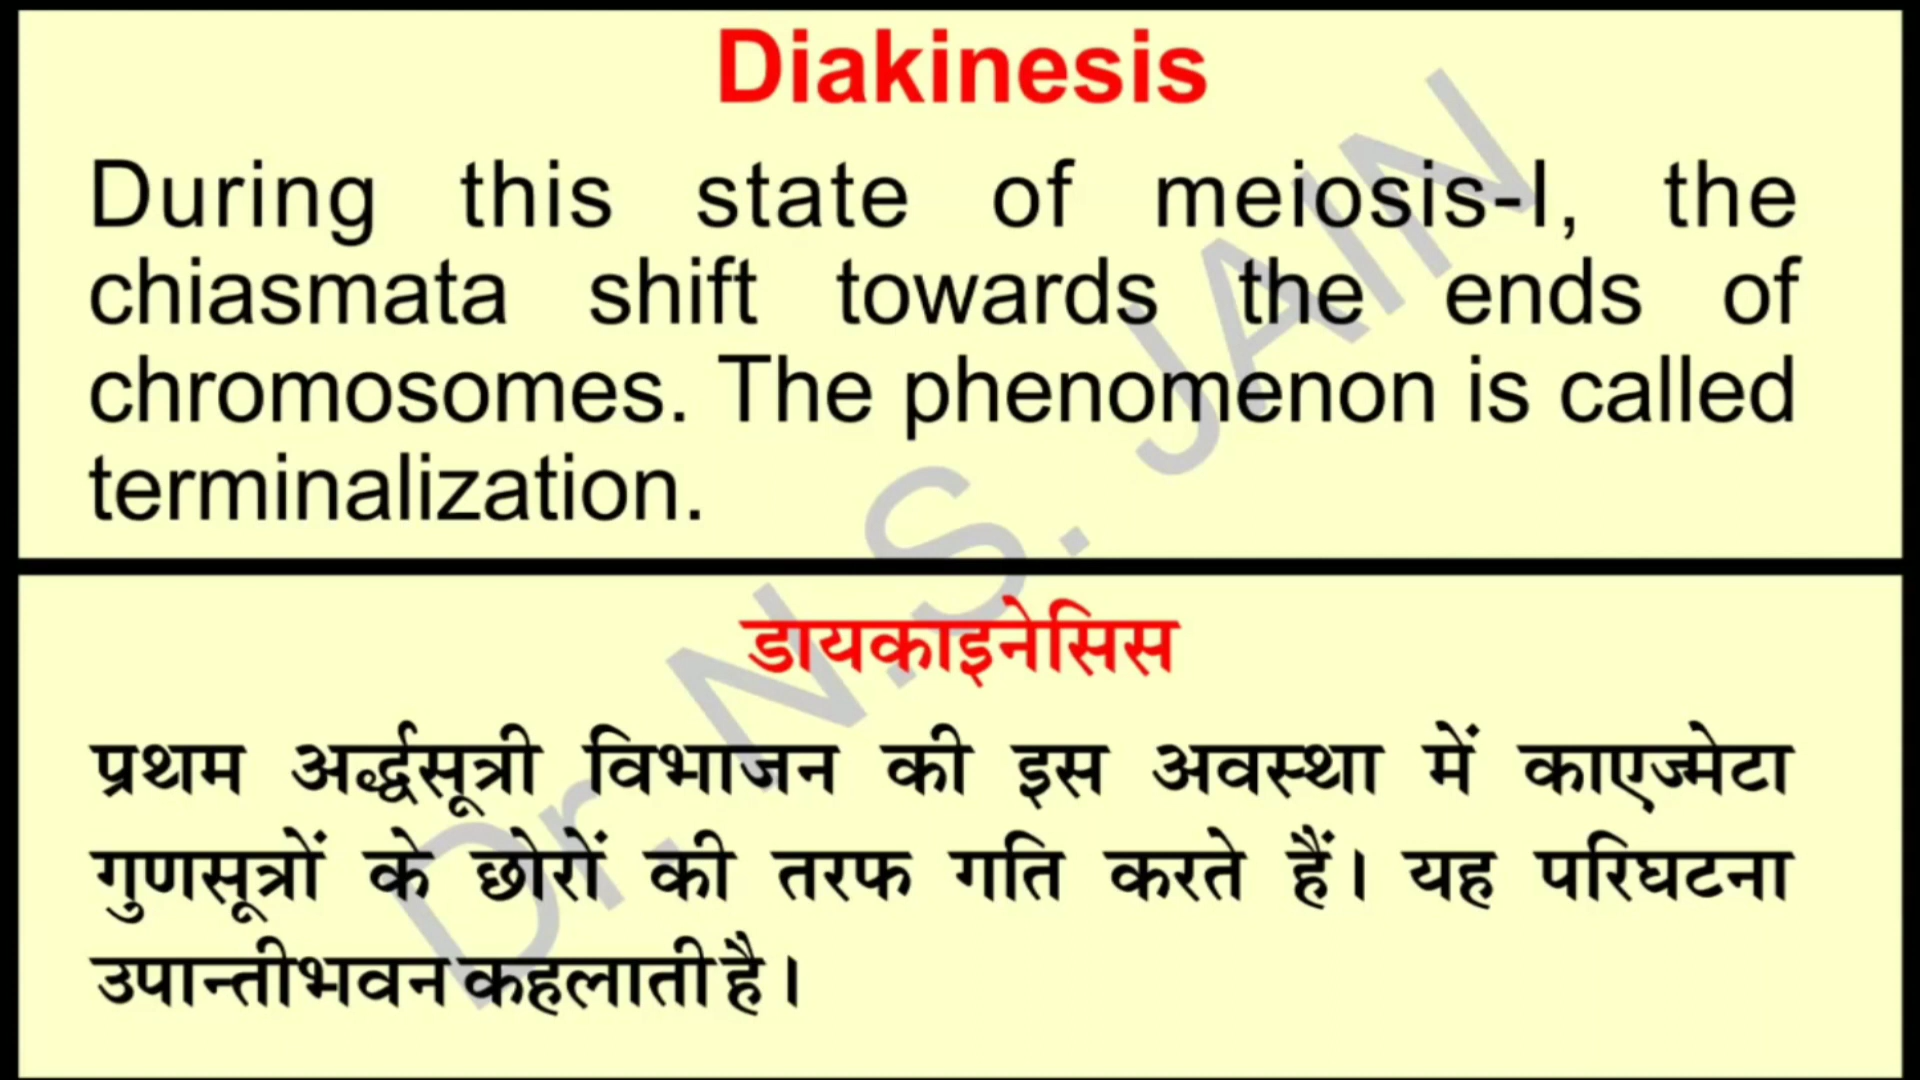 Diakinesis
During this state of meiosis-I, the
chiasmata shift towards the ends of
chromosomes. The phenomenon is called
terminalization.
डायकाइनेसिस
प्रथम अर्द्धसूत्री विभाजन की इस अवस्था में काएज्मेटा
गुणसूत्रों के छोरों की तरफ गति करते हैं। यह परिघटना
उपान्तीभवन कहलाती है।
Dr. N.S. JAIN